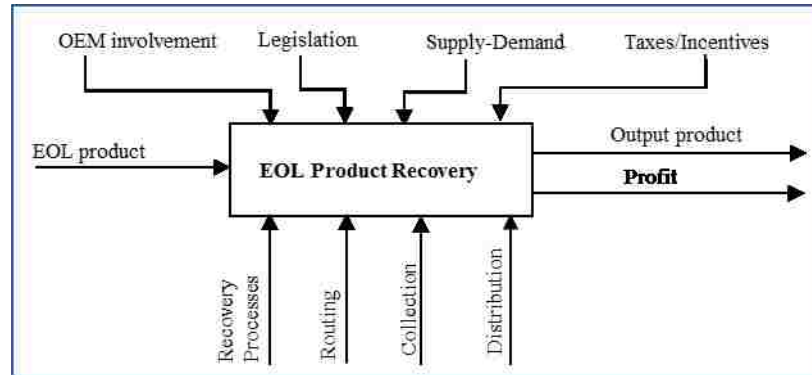 OEM involvement
Legislation
Supply-Demand
Taxes/Incentives
EOL product
EOL Product Recovery
Output product
Profit
Recovery
Processes
Routing
Collection
Distribution